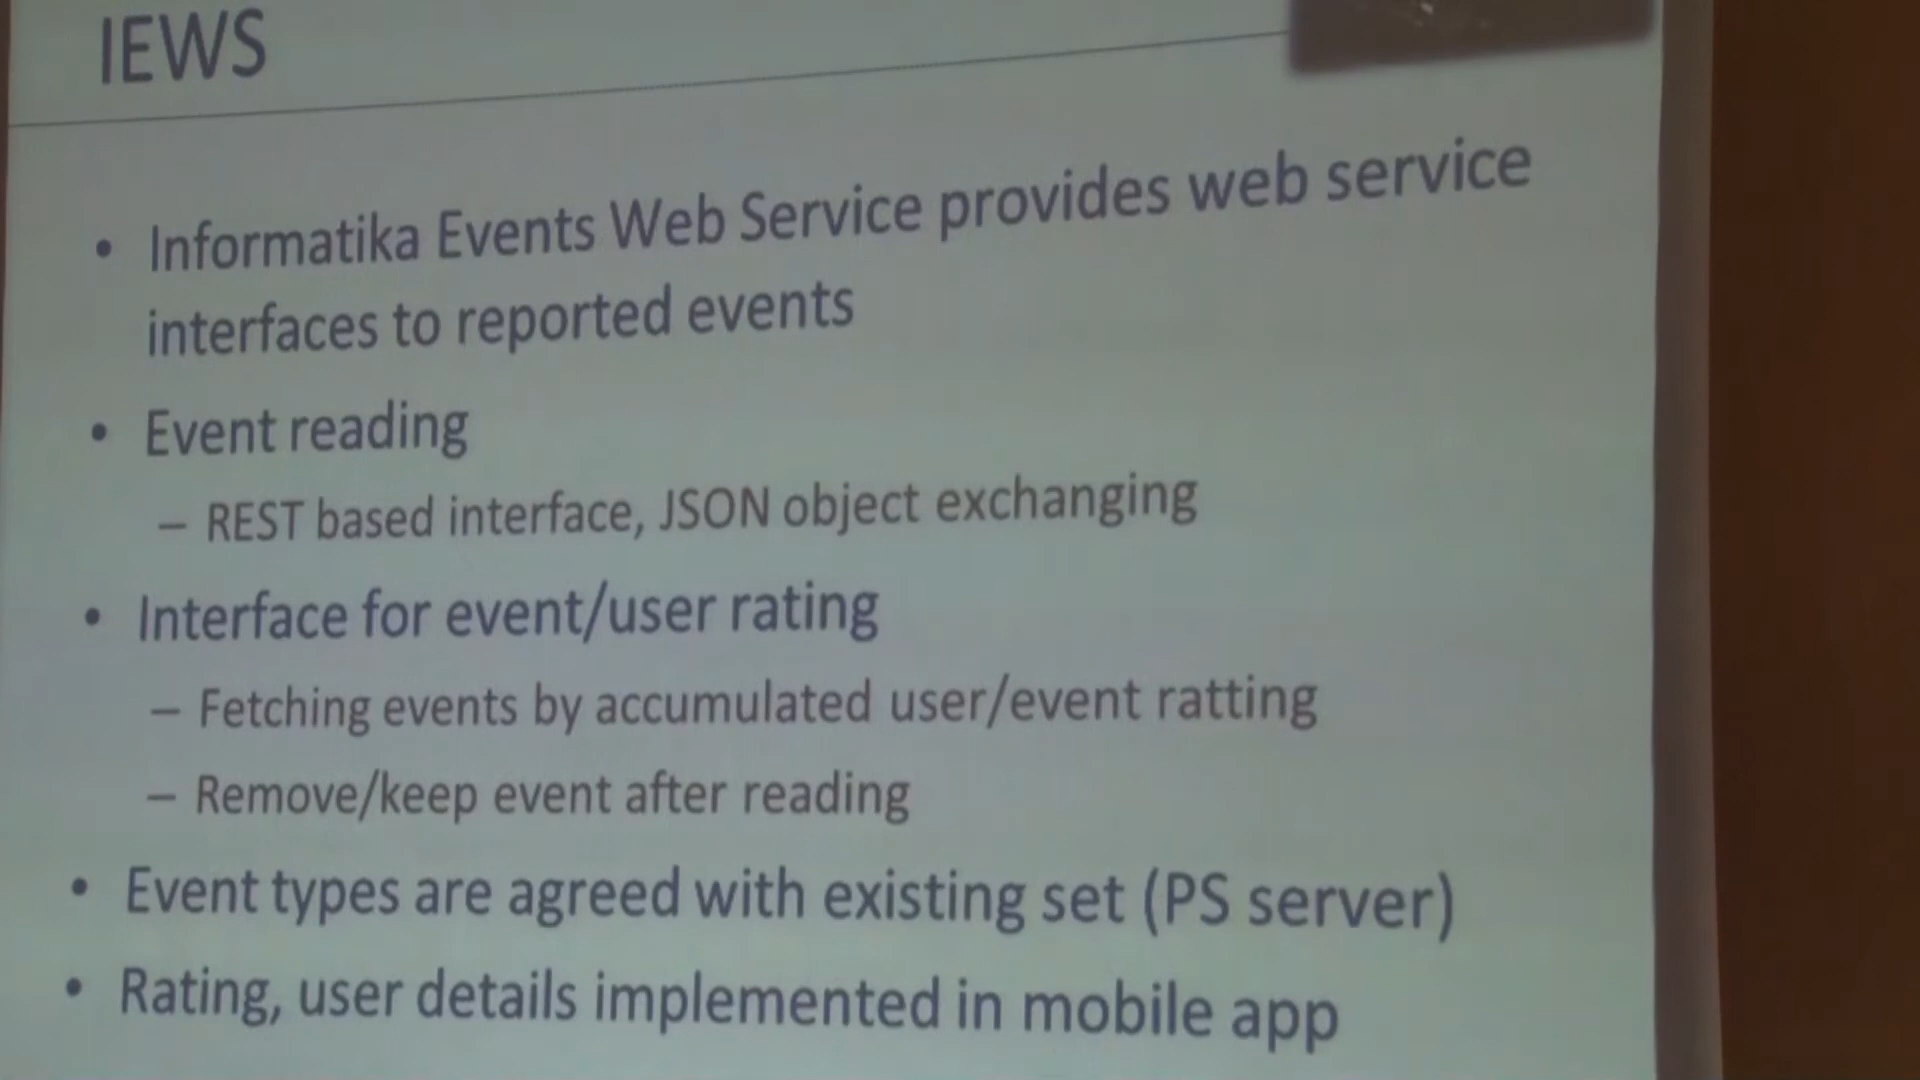 IEWS
• Informatika Events Web Service provides web service
interfaces to reported events
• Event reading
– REST based interface, JSON object exchanging
• Interface for event/user rating
– Fetching events by accumulated user/event ratting
– Remove/keep event after reading
• Event types are agreed with existing set (PS server)
• Rating, user details implemented in mobile app